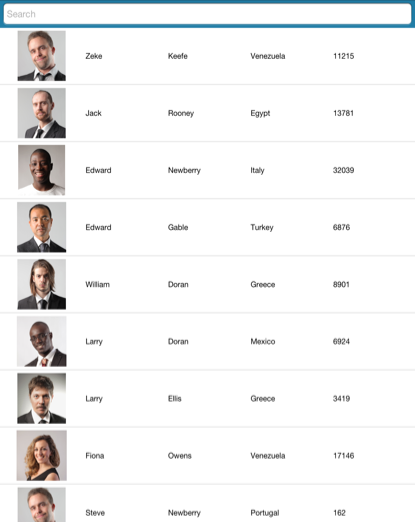 Search
Zeke Keefe Venezuela 11215
Jack Rooney Egypt 13781
Edward Newberry Italy 32039
Edward Gable Turkey 6876
William Doran Greece 8901
Larry Doran Mexico 6924
Larry Ellis Greece 3419
Fiona Owens Venezuela 17146
Steve Newberry Portugal 162